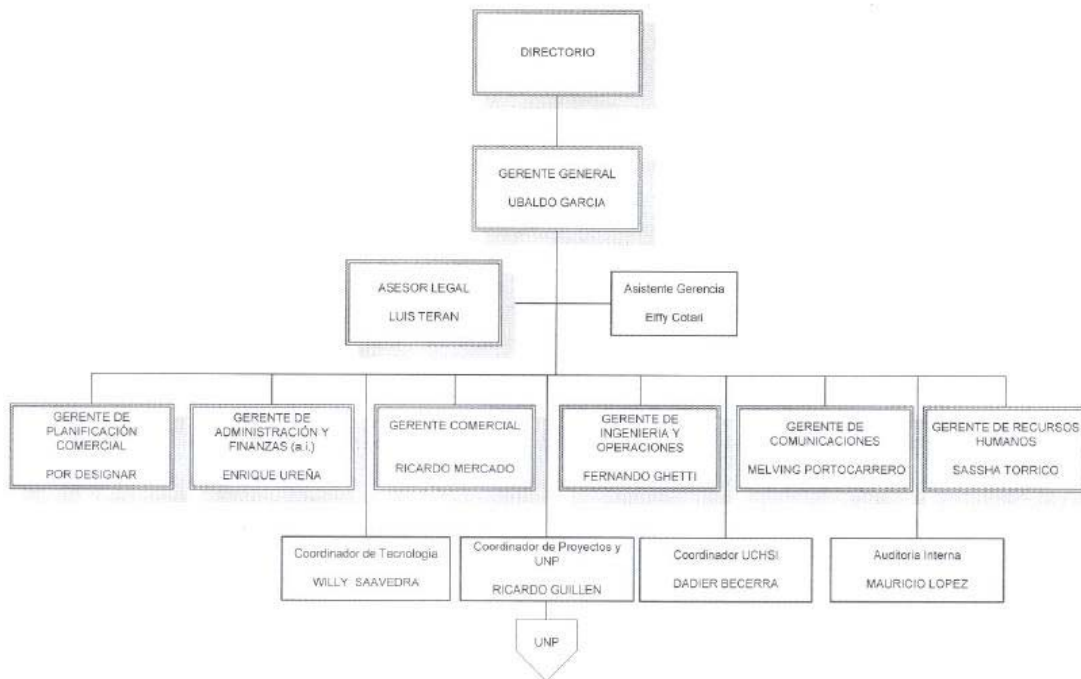 DIRECTORIO
GERENTE GENERAL
UBALDO GARCIA
ASESOR LEGAL
LUIS TERAN
Asistente Gerencia
Elffy Cotari
GERENTE DE
PLANIFICACIÓN
COMERCIAL
POR DESIGNAR
GERENTE DE
ADMINISTRACIÓN Y
FINANZAS (a.i.)
ENRIQUE UREÑA
GERENTE COMERCIAL
RICARDO MERCADO
GERENTE DE
INGENIERIA Y
OPERACIONES
FERNANDO GHETTI
GERENTE DE
COMUNICACIONES
MELVING PORTOCARRERO
GERENTE DE RECURSOS
HUMANOS
SASSHA TORRICO
Coordinador de Tecnologia
WILLY SAAVEDRA
Coordinador de Proyectos y
UNP
RICARDO GUILLEN
Coordinador UCHSI
DADIER BECERRA
Auditoria Interna
MAURICIO LOPEZ
UNP